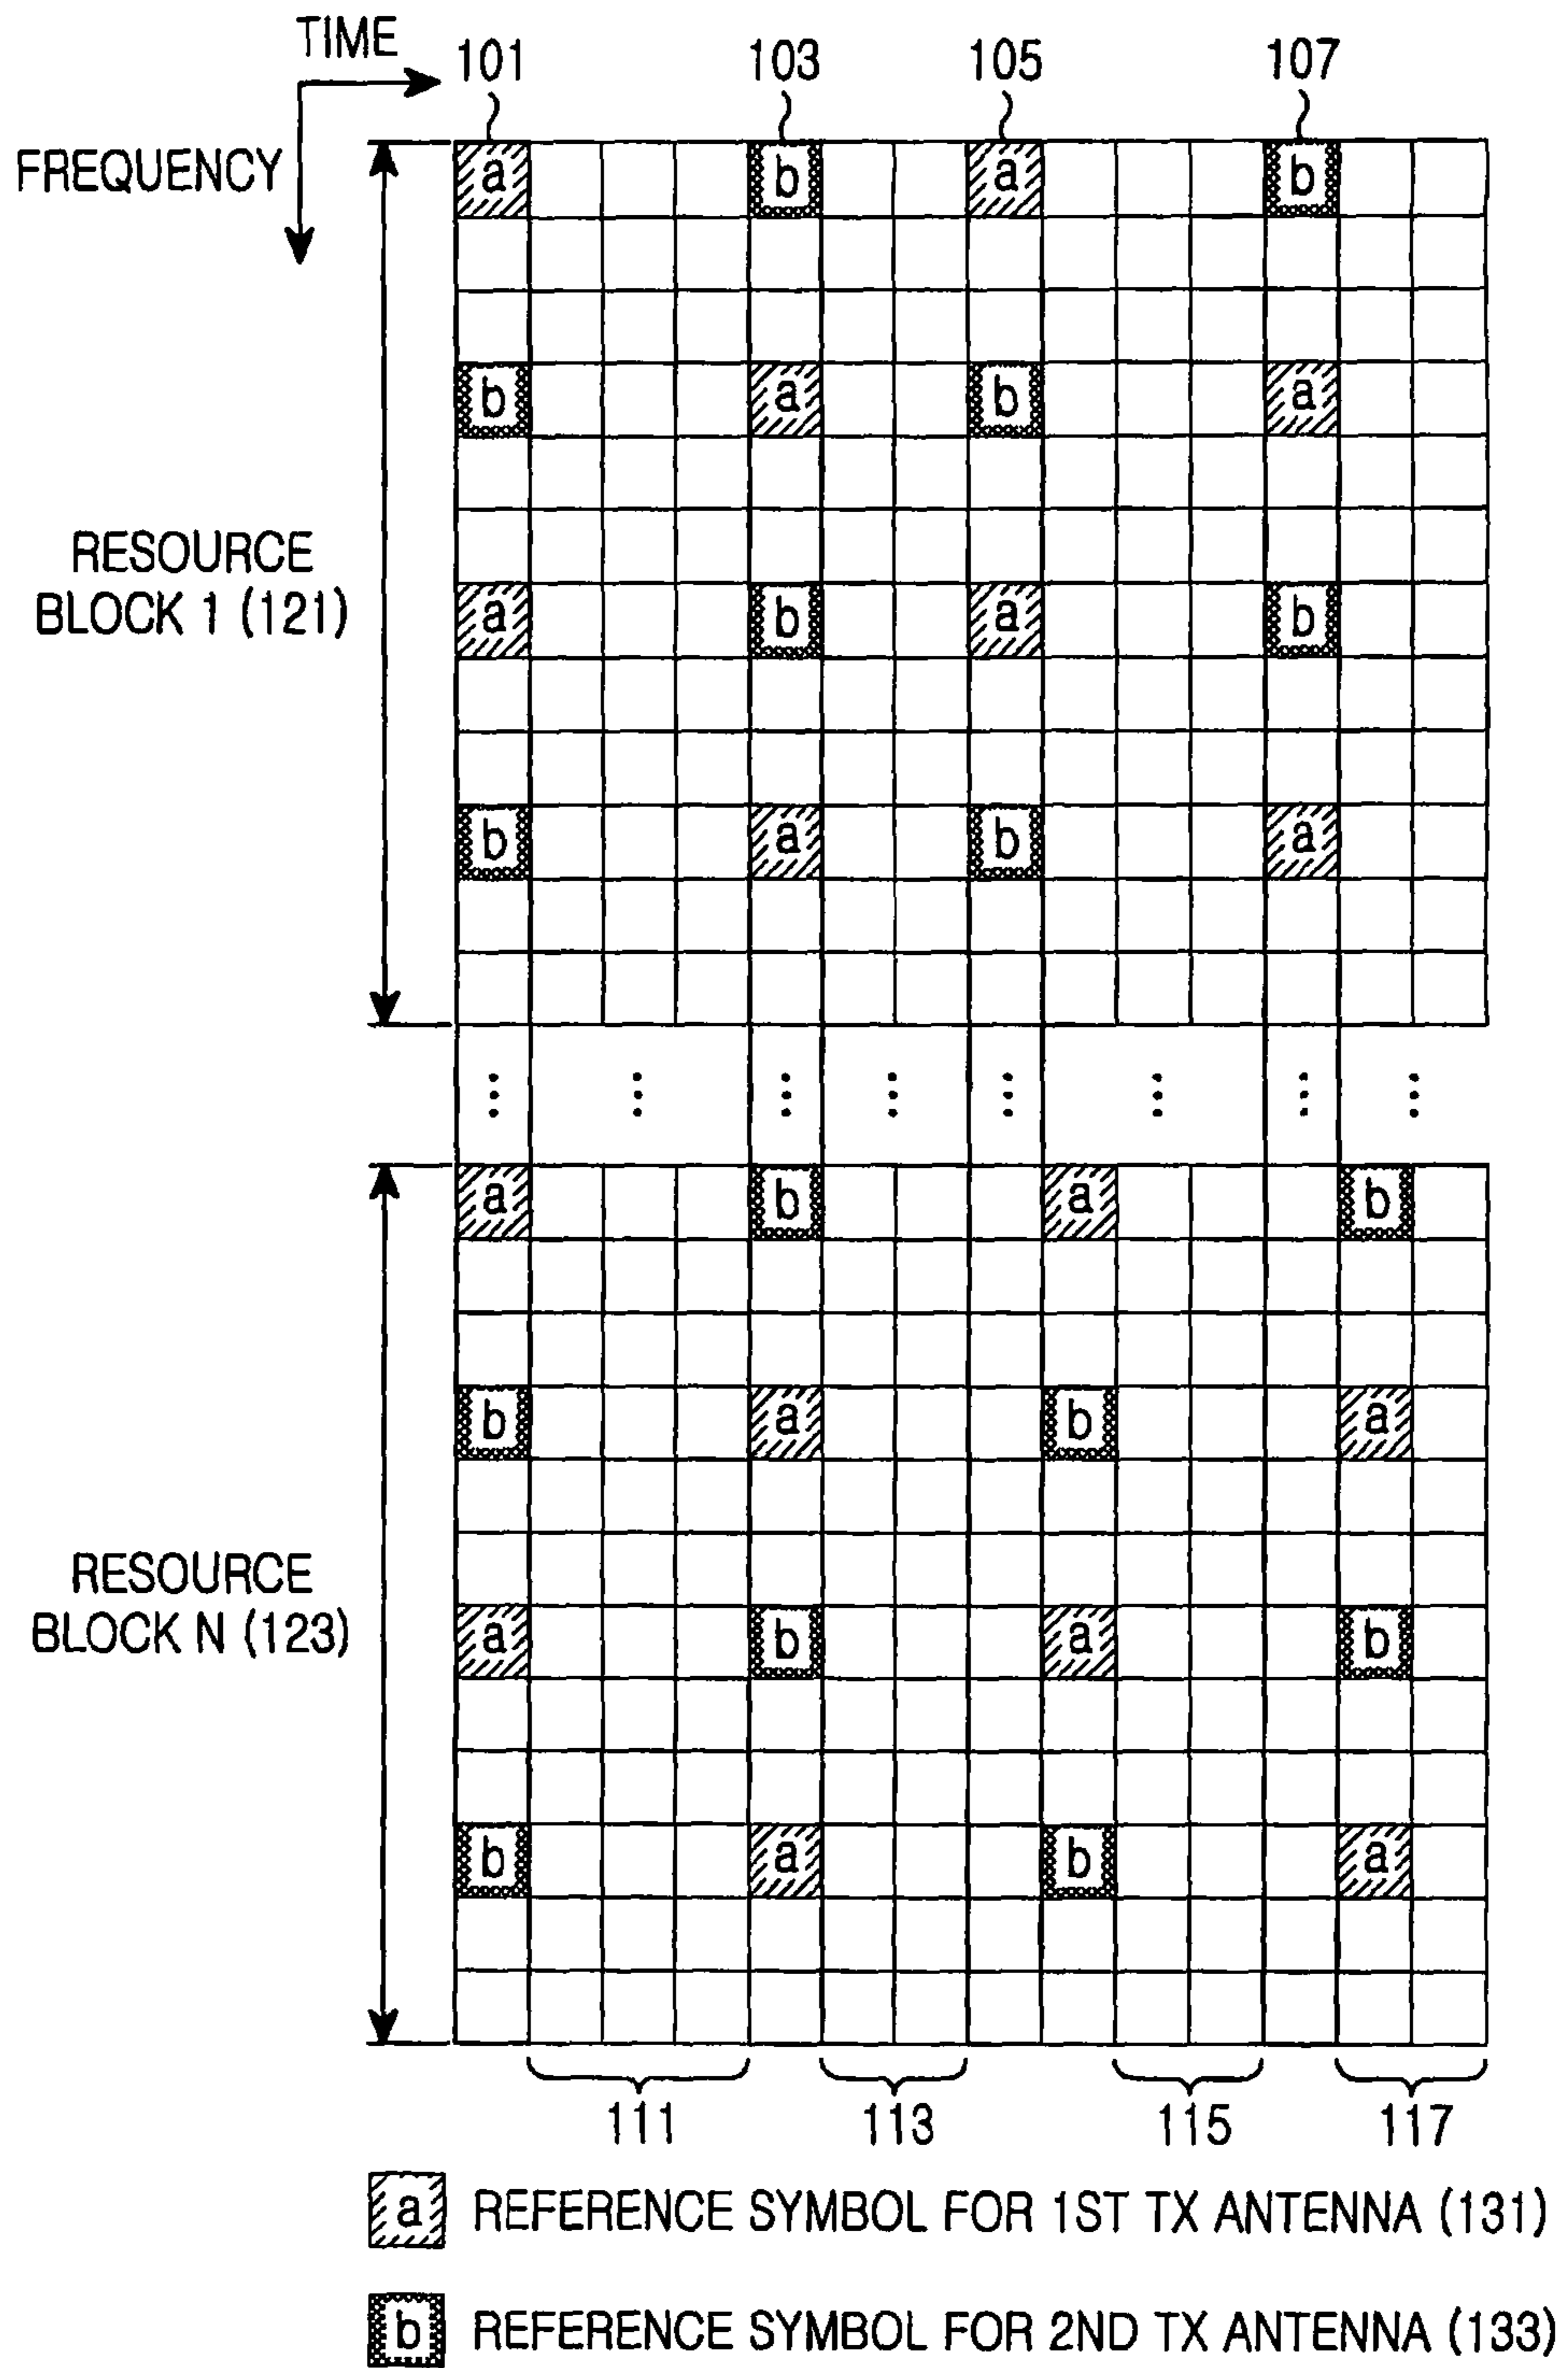 TIME
101 103 105 107
FREQUENCY
a b a b
b a b a
RESOURCE
BLOCK 1 (121)
a b a b
b a b a
a b a b
b a b a
RESOURCE
BLOCK N (123)
a b a b
b a b a
111 113 115 117
a REFERENCE SYMBOL FOR 1ST TX ANTENNA (131)
b REFERENCE SYMBOL FOR 2ND TX ANTENNA (133)